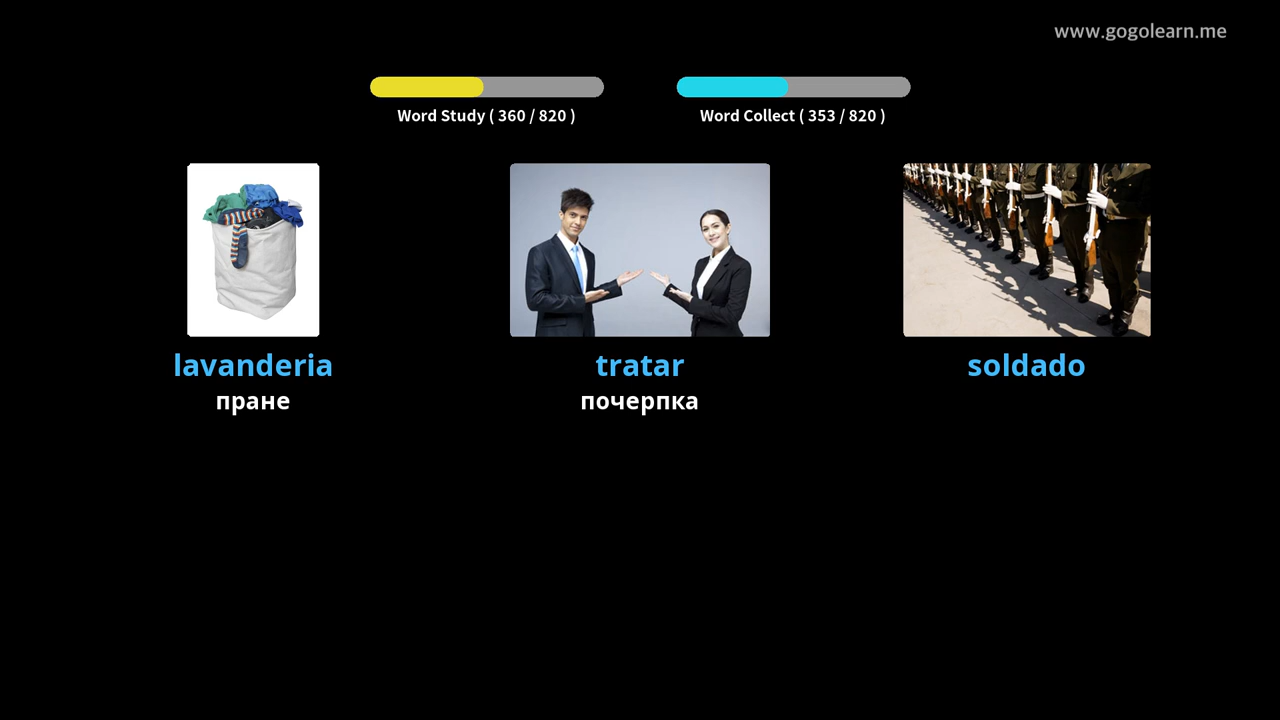 www.gogolearn.me
Word Study ( 360 / 820 )
Word Collect ( 353 / 820 )
lavanderia
пране
tratar
почерпка
soldado